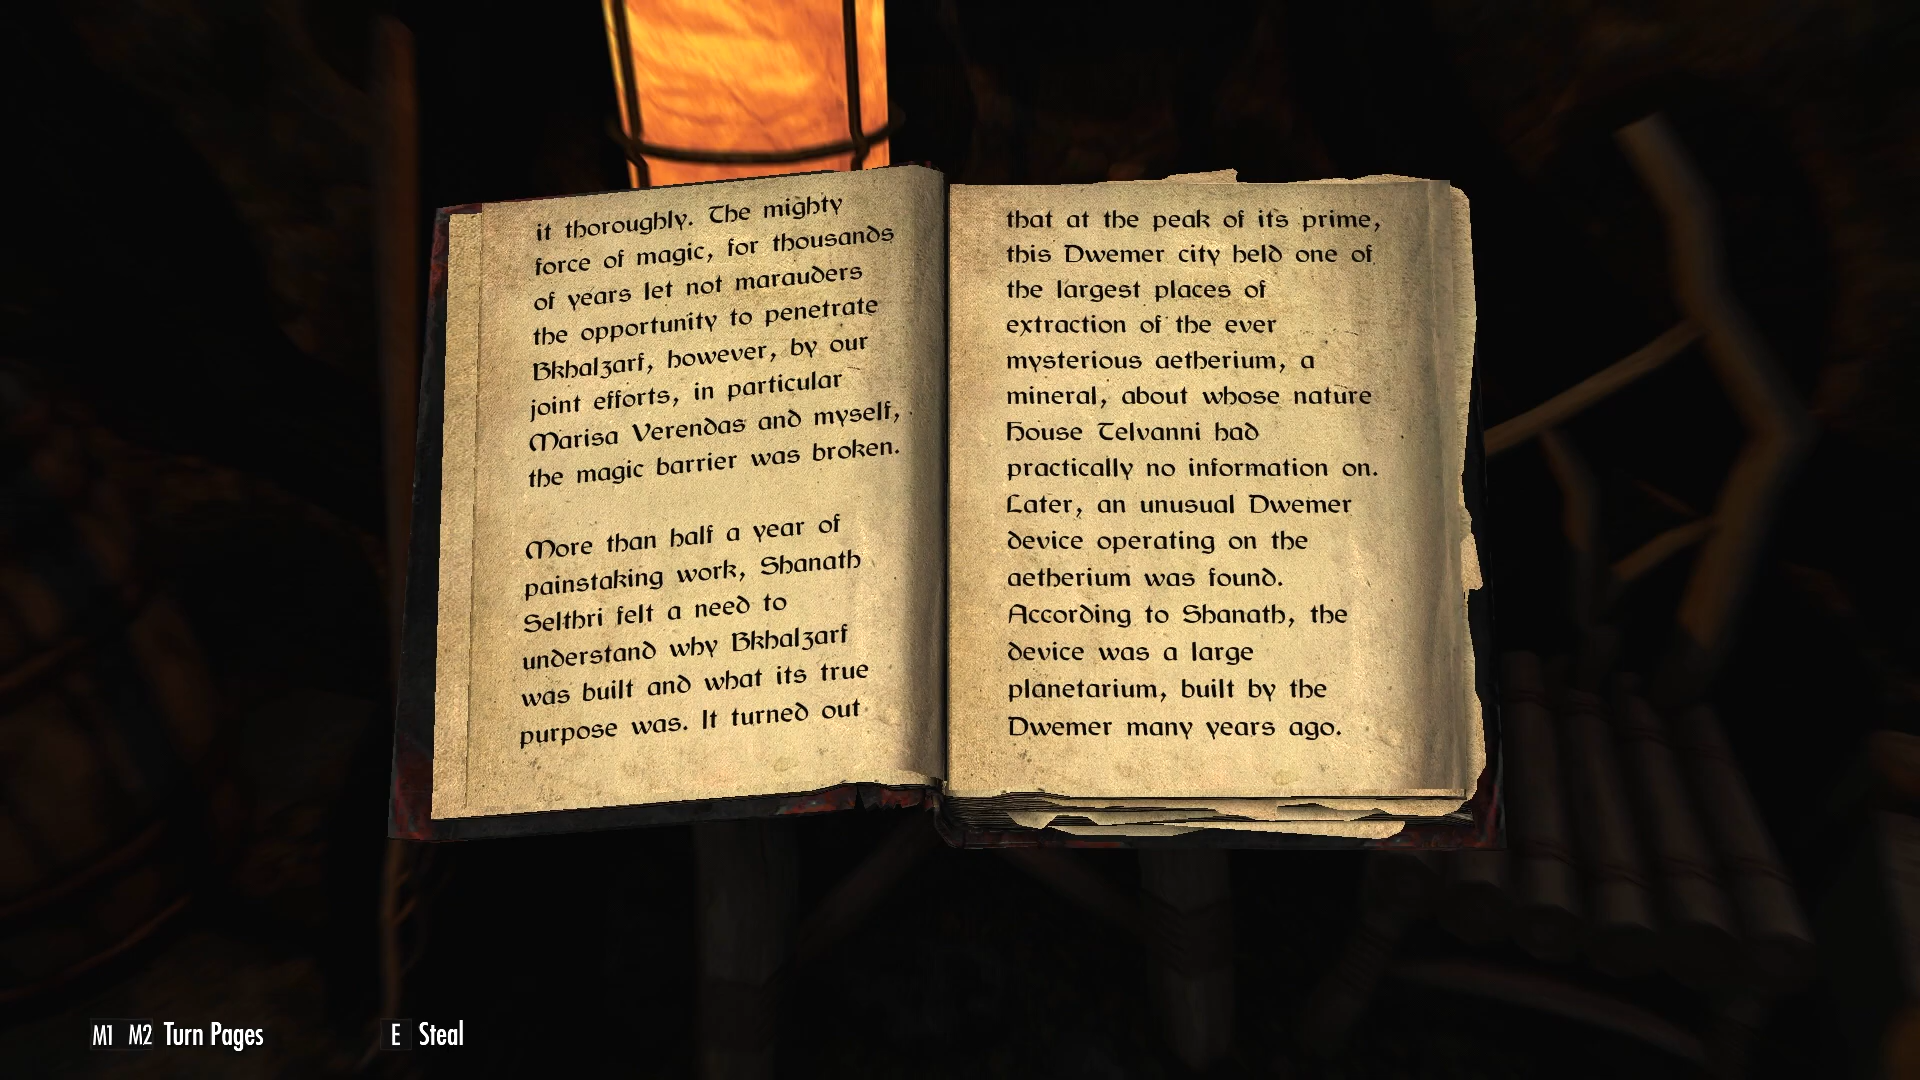 it thoroughly. The mighty
force of magic, for thousands
of years let not marauders
the opportunity to penetrate
Bkhalzarf, however, by our
joint efforts, in particular
Marisa Verendas and myself,
the magic barrier was broken.
More than half a year of
painstaking work, Shanath
Selthri felt a need to
understand why Bkhalzarf
was built and what its true
purpose was. It turned out
that at the peak of its prime,
this Dwemer city held one of
the largest places of
extraction of the ever
mysterious aetherium, a
mineral, about whose nature
House Telvanni had
practically no information on.
Later, an unusual Dwemer
device operating on the
aetherium was found.
According to Shanath, the
device was a large
planetarium, built by the
Dwemer many years ago.
M1 M2 Turn Pages
E Steal